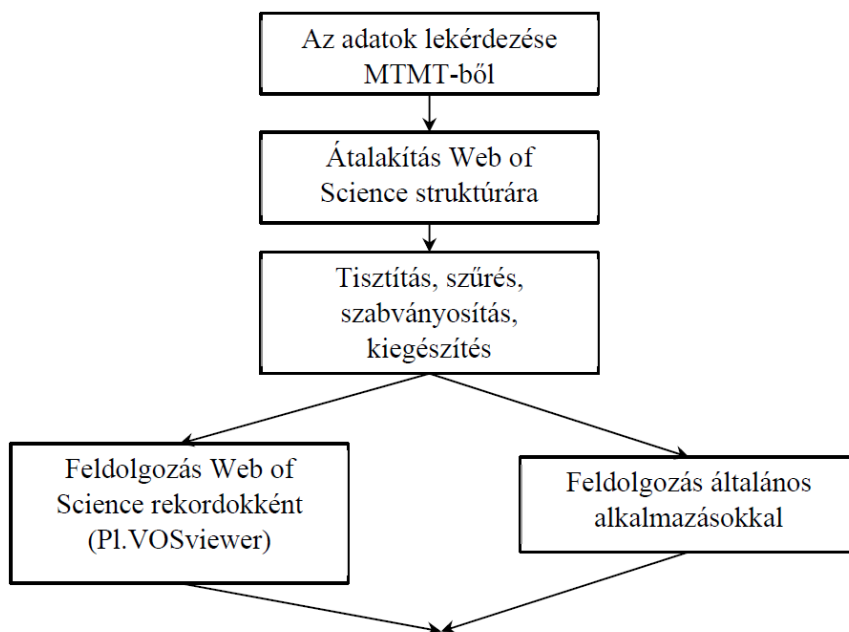 Az adatok lekérdezése
MTMT-ből
Átalakítás Web of
Science struktúrára
Tisztítás, szűrés,
szabványosítás,
kiegészítés
Feldolgozás Web of
Science rekordokként
(Pl.VOSviewer)
Feldolgozás általános
alkalmazásokkal